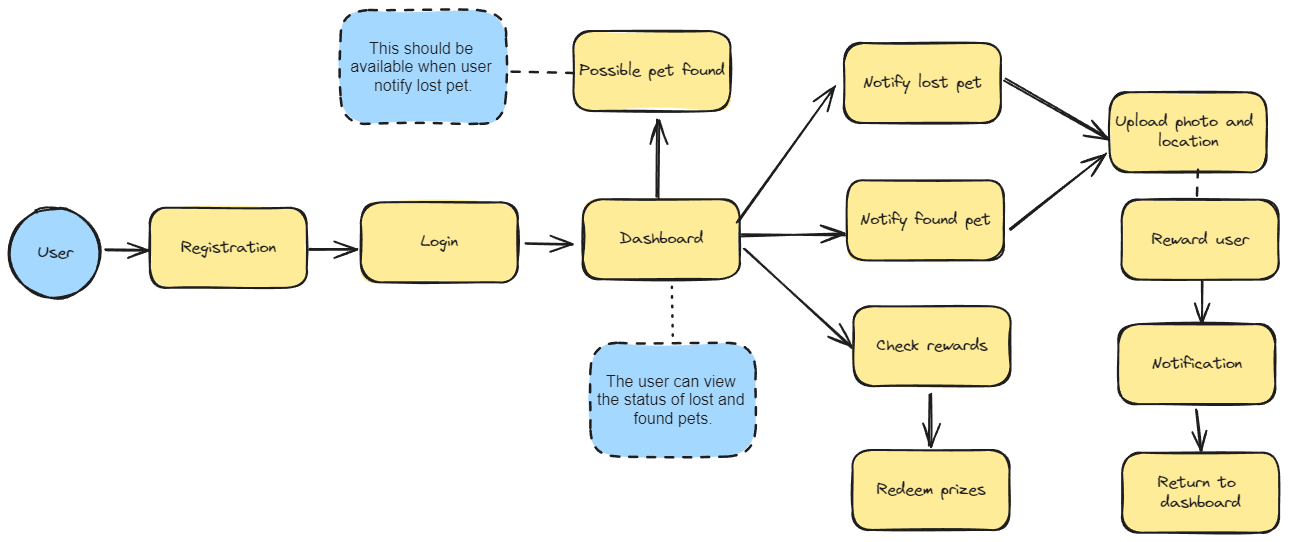 This should be
available when user
notify lost pet.
Possible pet found
Notify lost pet
Upload photo and
location
User
Registration
Login
Dashboard
Notify found pet
Reward user
The user can view
the status of lost and
found pets.
Check rewards
Notification
Redeem prizes
Return to
dashboard